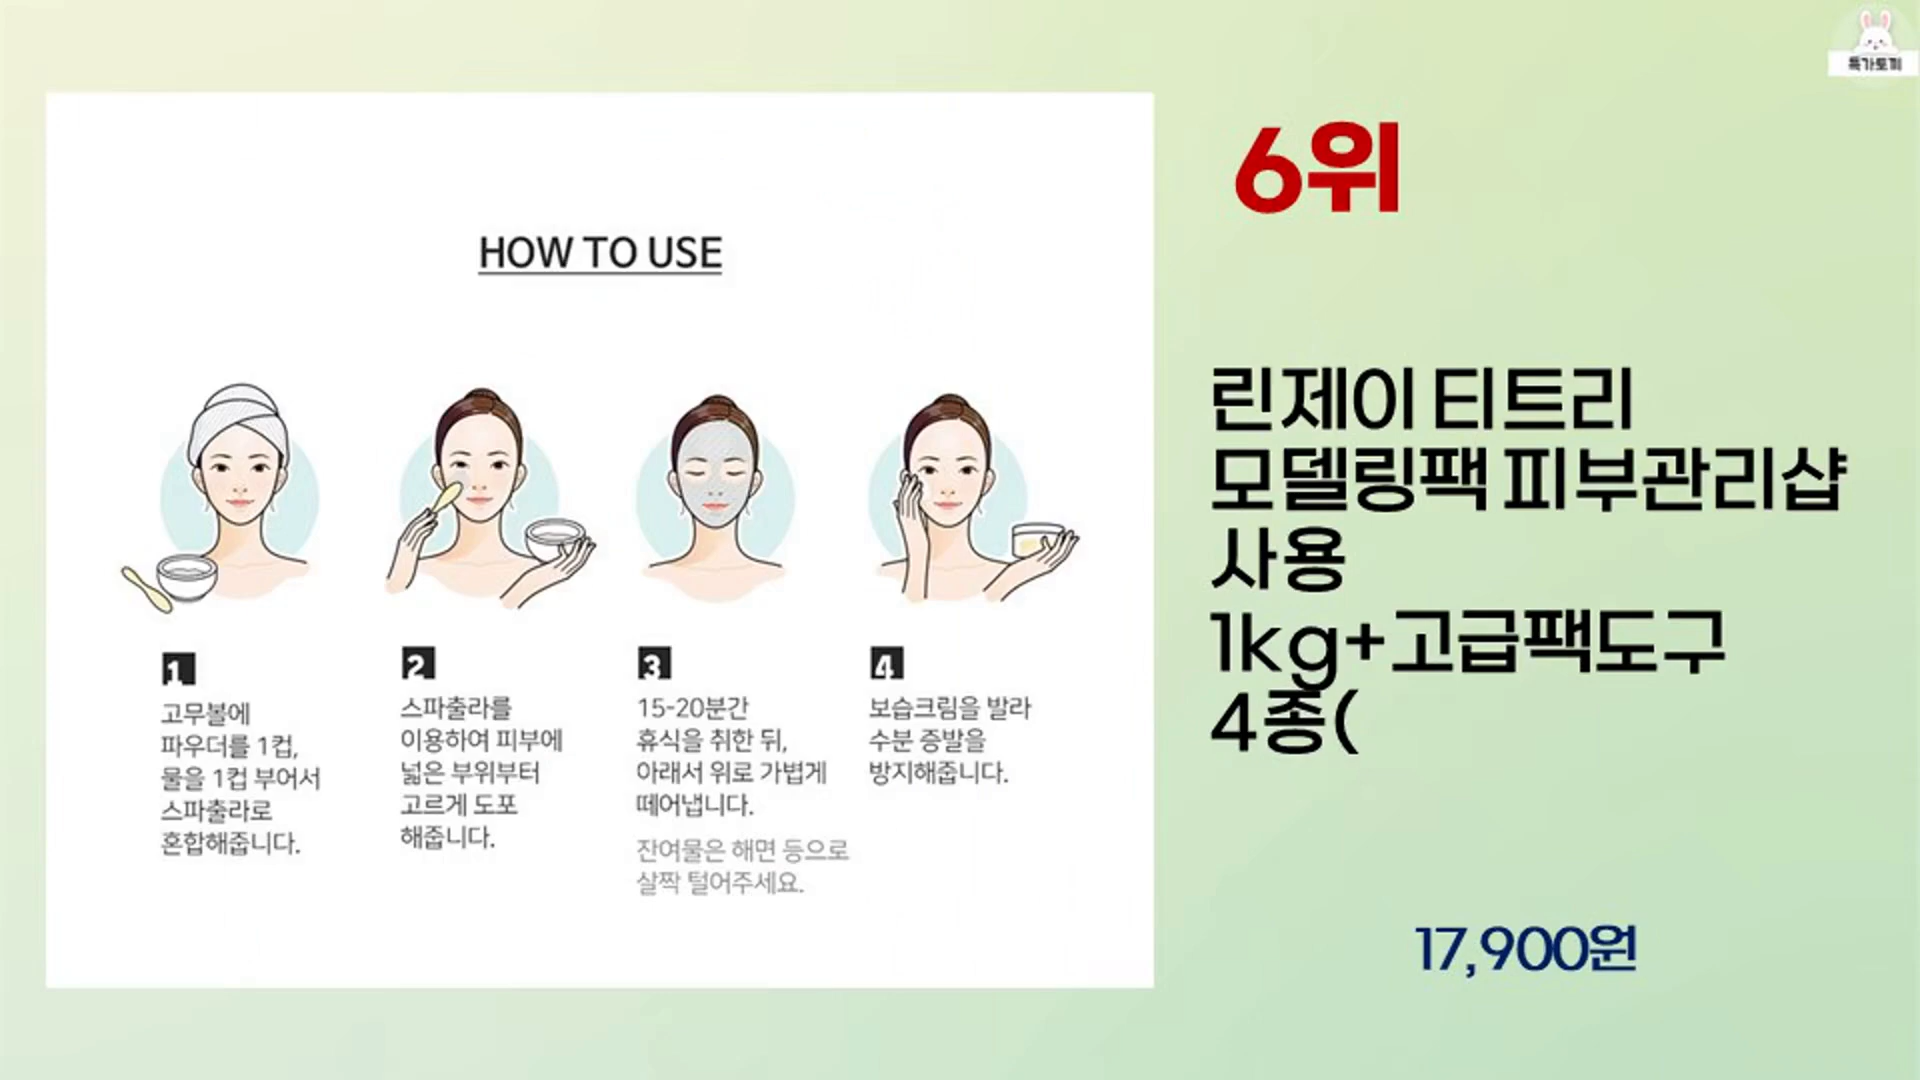 특가토끼
6위
HOW TO USE
린제이 티트리
모델링팩 피부관리샵
사용
1kg+고급팩도구
4종(
17,900원
1
고무볼에
파우더를 1컵,
물을 1컵 부어서
스파출라로
혼합해줍니다.
2
스파출라를
이용하여 피부에
넓은 부위부터
고르게 도포
해줍니다.
3
15-20분간
휴식을 취한 뒤,
아래서 위로 가볍게
떼어냅니다.
잔여물은 해면 등으로
살짝 털어주세요.
4
보습크림을 발라
수분 증발을
방지해줍니다.